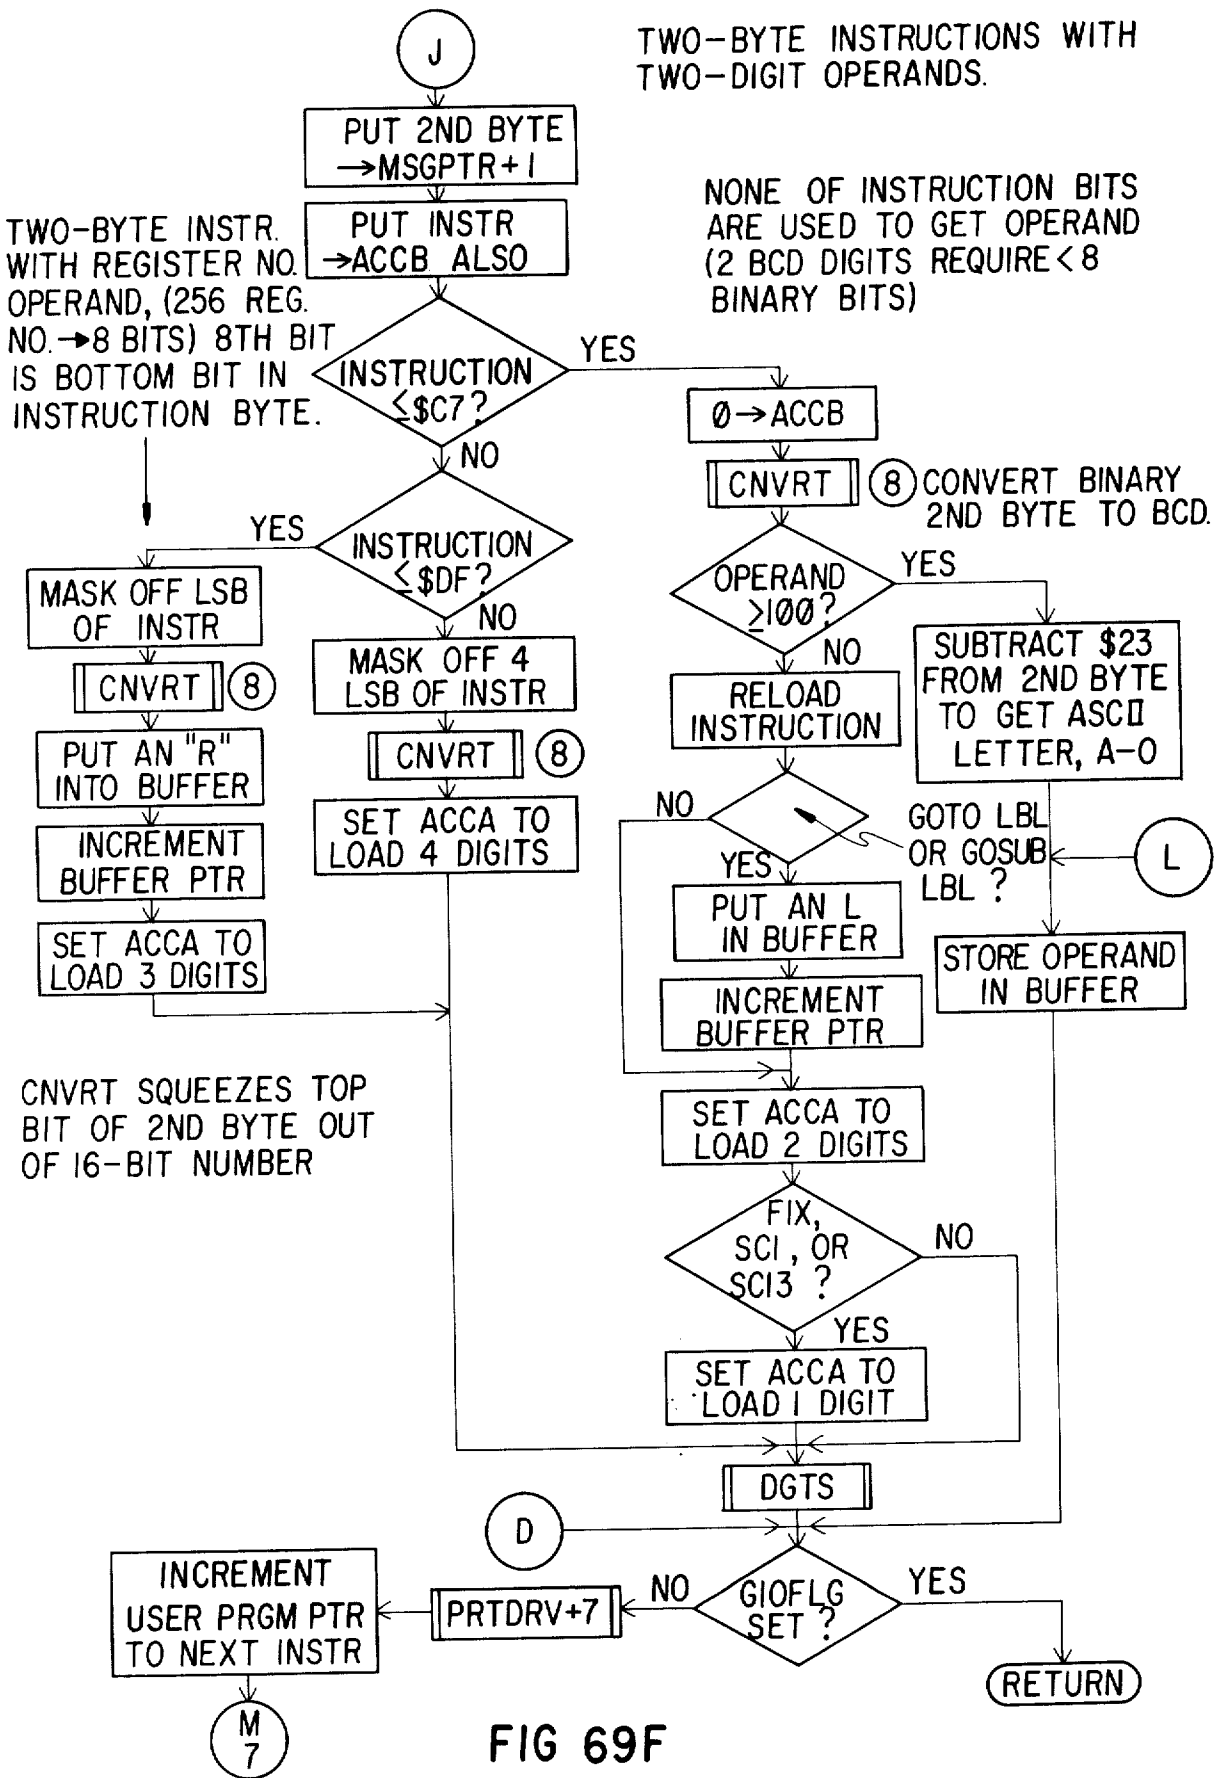 J
TWO-BYTE INSTRUCTIONS WITH
TWO-DIGIT OPERANDS.
PUT 2ND BYTE
→MSGPTR+1
NONE OF INSTRUCTION BITS
ARE USED TO GET OPERAND
(2 BCD DIGITS REQUIRE<8
BINARY BITS)
PUT INSTR
→ACCB ALSO
TWO-BYTE INSTR.
WITH REGISTER NO.
OPERAND, (256 REG.
NO.→8 BITS) 8TH BIT
IS BOTTOM BIT IN
INSTRUCTION BYTE.
INSTRUCTION
≤$C7?
YES
NO
Ø→ACCB
CNVRT
8
CONVERT BINARY
2ND BYTE TO BCD.
INSTRUCTION
≤$DF?
YES
NO
OPERAND
≥1ØØ?
YES
NO
MASK OFF LSB
OF INSTR
CNVRT
8
PUT AN "R"
INTO BUFFER
INCREMENT
BUFFER PTR
SET ACCA TO
LOAD 3 DIGITS
MASK OFF 4
LSB OF INSTR
CNVRT
8
SET ACCA TO
LOAD 4 DIGITS
RELOAD
INSTRUCTION
SUBTRACT $23
FROM 2ND BYTE
TO GET ASCII
LETTER, A-O
NO
YES
GOTO LBL
OR GOSUB
LBL ?
L
PUT AN L
IN BUFFER
STORE OPERAND
IN BUFFER
INCREMENT
BUFFER PTR
CNVRT SQUEEZES TOP
BIT OF 2ND BYTE OUT
OF 16-BIT NUMBER
SET ACCA TO
LOAD 2 DIGITS
FIX,
SCI, OR
SCI3 ?
NO
YES
SET ACCA TO
LOAD 1 DIGIT
DGTS
D
GIOFLG
SET ?
NO
YES
PRTDRV+7
INCREMENT
USER PRGM PTR
TO NEXT INSTR
RETURN
M
7
FIG 69F